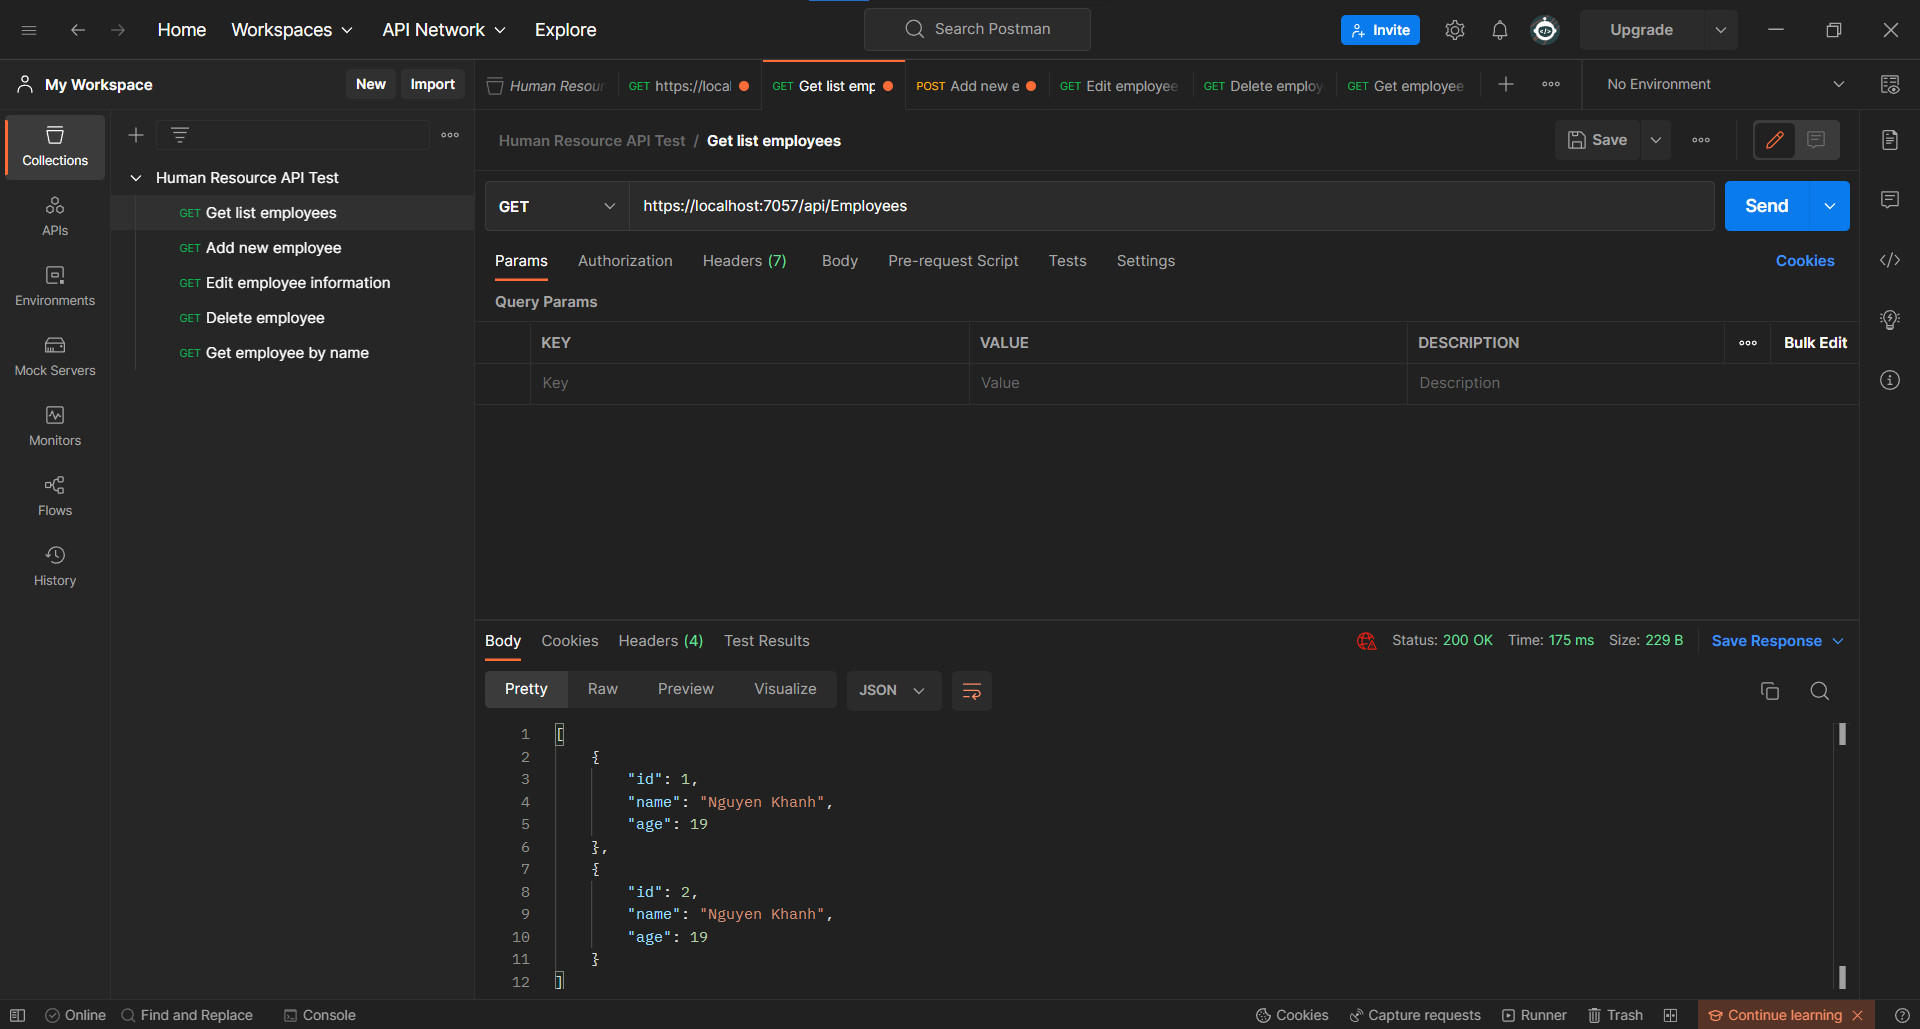 Home
Workspaces
API Network
Explore
Search Postman
Invite
Upgrade
My Workspace
New
Import
Human Resour
GET https://local
GET Get list emp
POST Add new e
GET Edit employee
GET Delete employ
GET Get employee
No Environment
Collections
APIs
Environments
Mock Servers
Monitors
Flows
History
Human Resource API Test
GET Get list employees
GET Add new employee
GET Edit employee information
GET Delete employee
GET Get employee by name
Human Resource API Test / Get list employees
Save
GET
https://localhost:7057/api/Employees
Send
Params
Authorization
Headers (7)
Body
Pre-request Script
Tests
Settings
Cookies
Query Params
KEY
VALUE
DESCRIPTION
Bulk Edit
Key
Value
Description
Body
Cookies
Headers (4)
Test Results
Status: 200 OK
Time: 175 ms
Size: 229 B
Save Response
Pretty
Raw
Preview
Visualize
JSON
1 [
2 {
3 "id": 1,
4 "name": "Nguyen Khanh",
5 "age": 19
6 },
7 {
8 "id": 2,
9 "name": "Nguyen Khanh",
10 "age": 19
11 }
12 ]
Online
Find and Replace
Console
Cookies
Capture requests
Runner
Trash
Continue learning